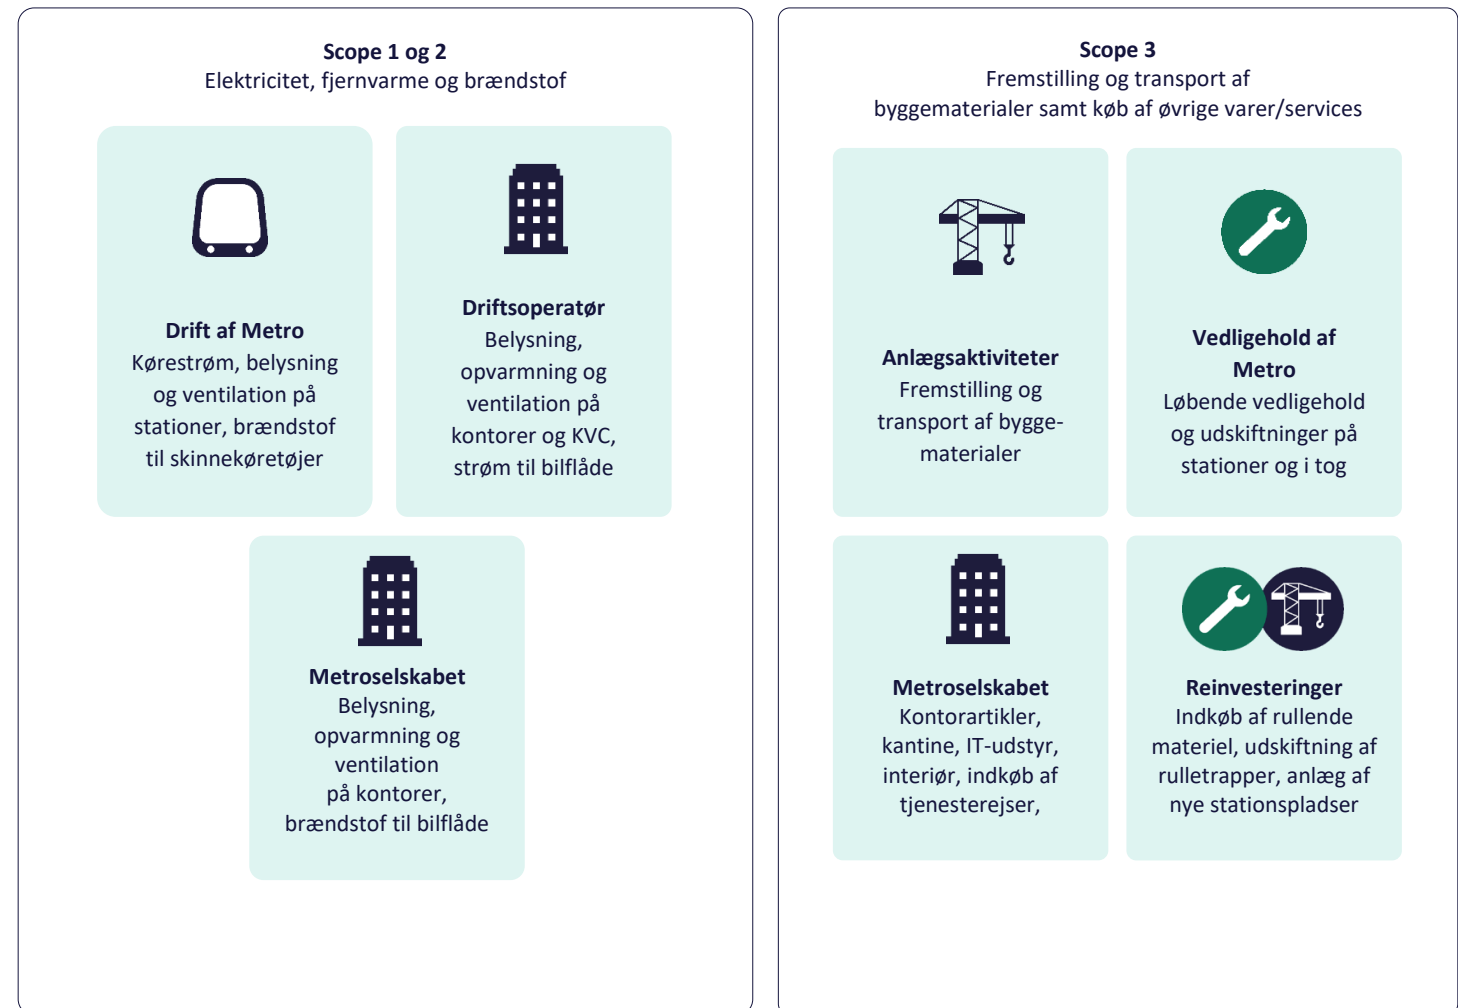 Scope 1 og 2
Elektricitet, fjernvarme og brændstof
Drift af Metro
Kørestrøm, belysning
og ventilation på
stationer, brændstof
til skinnekøretøjer
Driftsoperatør
Belysning,
opvarmning og
ventilation på
kontorer og KVC,
strøm til bilflåde
Metroselskabet
Belysning,
opvarmning og
ventilation
på kontorer,
brændstof til bilflåde
Scope 3
Fremstilling og transport af
byggematerialer samt køb af øvrige varer/services
Anlægsaktiviteter
Fremstilling og
transport af bygge-
materialer
Vedligehold af
Metro
Løbende vedligehold
og udskiftninger på
stationer og i tog
Metroselskabet
Kontorartikler,
kantine, IT-udstyr,
interiør, indkøb af
tjenesterejser,
Reinvesteringer
Indkøb af rullende
materiel, udskiftning af
rulletrapper, anlæg af
nye stationspladser